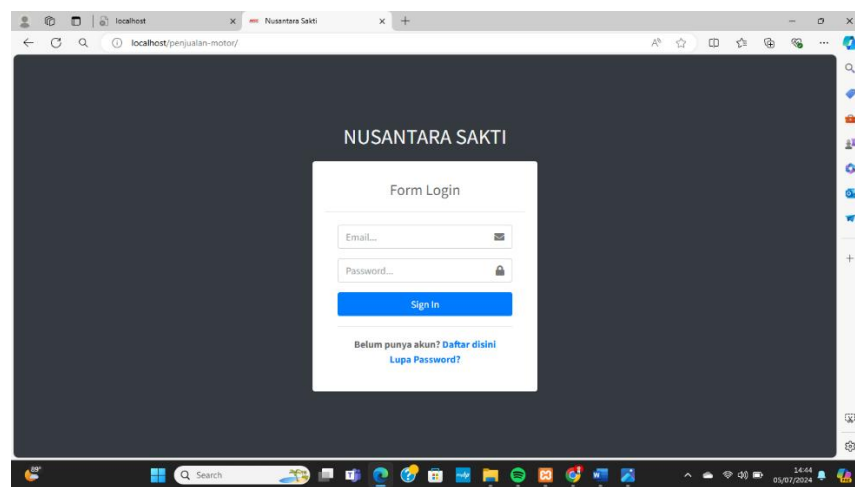 localhost
Nusantara Sakti
localhost/penjualan-motor/
NUSANTARA SAKTI
Form Login
Email...
Password...
Sign In
Belum punya akun? Daftar disini
Lupa Password?
89°
Search
14:44
05/07/2024